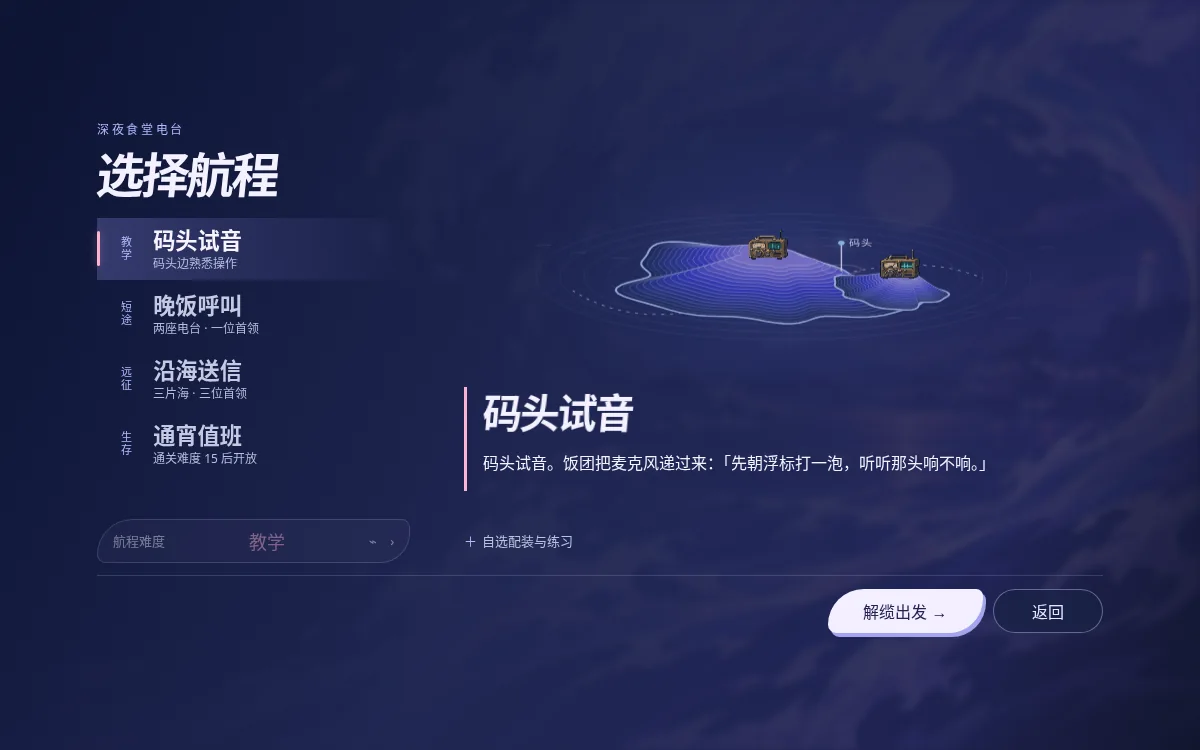 深夜食堂电台
选择航程
教学
码头试音
码头边熟悉操作
短途
晚饭呼叫
两座电台 · 一位首领
远征
沿海送信
三片海 · 三位首领
生存
通宵值班
通关难度 15 后开放
码头
码头试音
码头试音。饭团把麦克风递过来：「先朝浮标打一泡，听听那头响不响。」
航程难度 教学 ›
＋ 自选配装与练习
解缆出发 →
返回